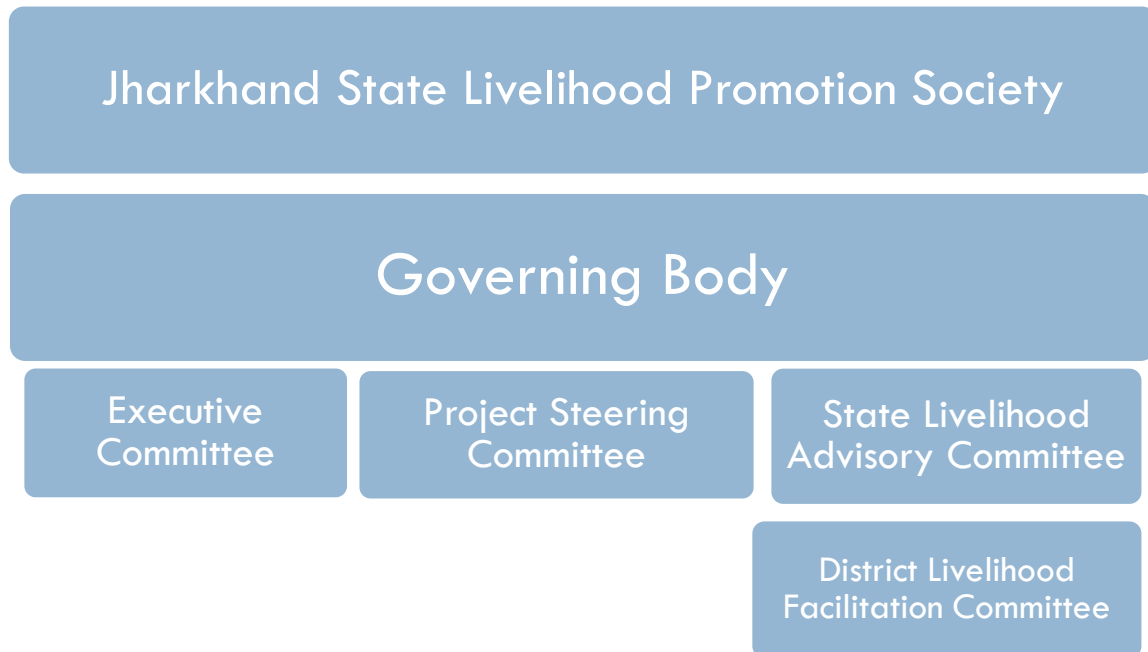 Jharkhand State Livelihood Promotion Society
Governing Body
Executive
Committee
Project Steering
Committee
State Livelihood
Advisory Committee
District Livelihood
Facilitation Committee